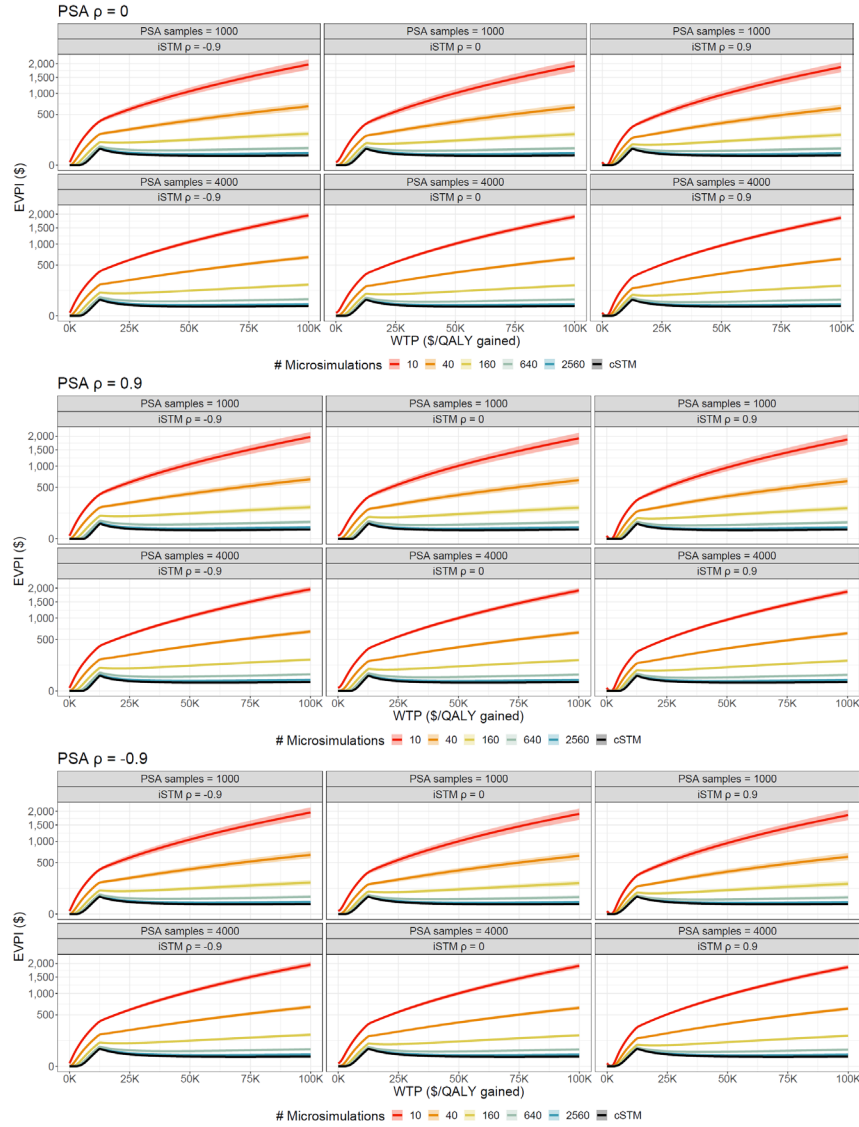 PSA ρ = 0
PSA samples = 1000 PSA samples = 1000 PSA samples = 1000
iSTM ρ = -0.9 iSTM ρ = 0 iSTM ρ = 0.9
2,000
1,500
1,000
500
0
EVPI ($)
PSA samples = 4000 PSA samples = 4000 PSA samples = 4000
iSTM ρ = -0.9 iSTM ρ = 0 iSTM ρ = 0.9
2,000
1,500
1,000
500
0
0K 25K 50K 75K 100K 0K 25K 50K 75K 100K 0K 25K 50K 75K 100K
WTP ($/QALY gained)
# Microsimulations 10 40 160 640 2560 cSTM
PSA ρ = 0.9
PSA samples = 1000 PSA samples = 1000 PSA samples = 1000
iSTM ρ = -0.9 iSTM ρ = 0 iSTM ρ = 0.9
2,000
1,500
1,000
500
0
EVPI ($)
PSA samples = 4000 PSA samples = 4000 PSA samples = 4000
iSTM ρ = -0.9 iSTM ρ = 0 iSTM ρ = 0.9
2,000
1,500
1,000
500
0
0K 25K 50K 75K 100K 0K 25K 50K 75K 100K 0K 25K 50K 75K 100K
WTP ($/QALY gained)
# Microsimulations 10 40 160 640 2560 cSTM
PSA ρ = -0.9
PSA samples = 1000 PSA samples = 1000 PSA samples = 1000
iSTM ρ = -0.9 iSTM ρ = 0 iSTM ρ = 0.9
2,000
1,500
1,000
500
0
EVPI ($)
PSA samples = 4000 PSA samples = 4000 PSA samples = 4000
iSTM ρ = -0.9 iSTM ρ = 0 iSTM ρ = 0.9
2,000
1,500
1,000
500
0
0K 25K 50K 75K 100K 0K 25K 50K 75K 100K 0K 25K 50K 75K 100K
WTP ($/QALY gained)
# Microsimulations 10 40 160 640 2560 cSTM